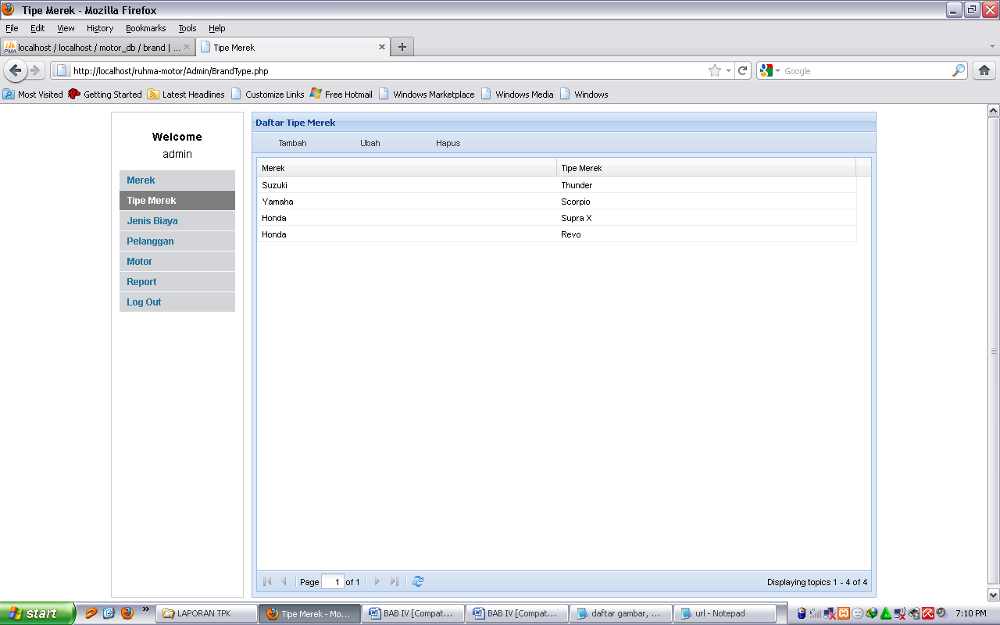 Tipe Merek - Mozilla Firefox
File Edit View History Bookmarks Tools Help
localhost / localhost / motor_db / brand | ...
Tipe Merek
http://localhost/ruhma-motor/Admin/BrandType.php
Google
Most Visited Getting Started Latest Headlines Customize Links Free Hotmail Windows Marketplace Windows Media Windows
Welcome
admin
Merek
Tipe Merek
Jenis Biaya
Pelanggan
Motor
Report
Log Out
Daftar Tipe Merek
Tambah Ubah Hapus
Merek Tipe Merek
Suzuki Thunder
Yamaha Scorpio
Honda Supra X
Honda Revo
Page 1 of 1
Displaying topics 1 - 4 of 4
start
LAPORAN TPK
Tipe Merek - Mo...
BAB IV [Compat...
BAB IV [Compat...
daftar gambar, ...
url - Notepad
7:10 PM